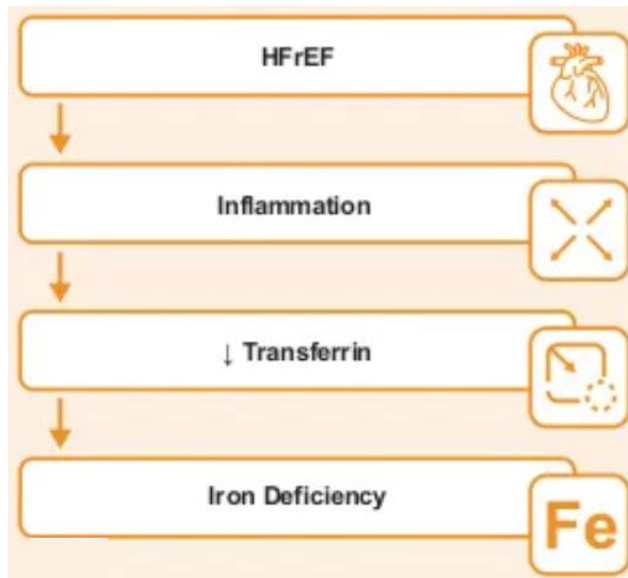 HFrEF
Inflammation
↓ Transferrin
Iron Deficiency
Fe